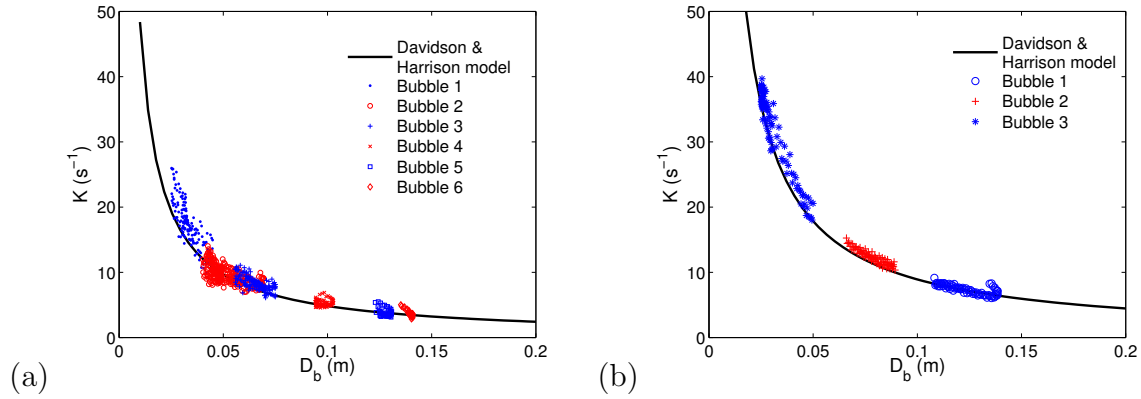 50
40
30
20
10
0
K (s⁻¹)
0
0.05
0.1
0.15
0.2
D_b (m)
Davidson &
Harrison model
Bubble 1
Bubble 2
Bubble 3
Bubble 4
Bubble 5
Bubble 6
(a)
50
40
30
20
10
0
K (s⁻¹)
0
0.05
0.1
0.15
0.2
D_b (m)
Davidson &
Harrison model
Bubble 1
Bubble 2
Bubble 3
(b)